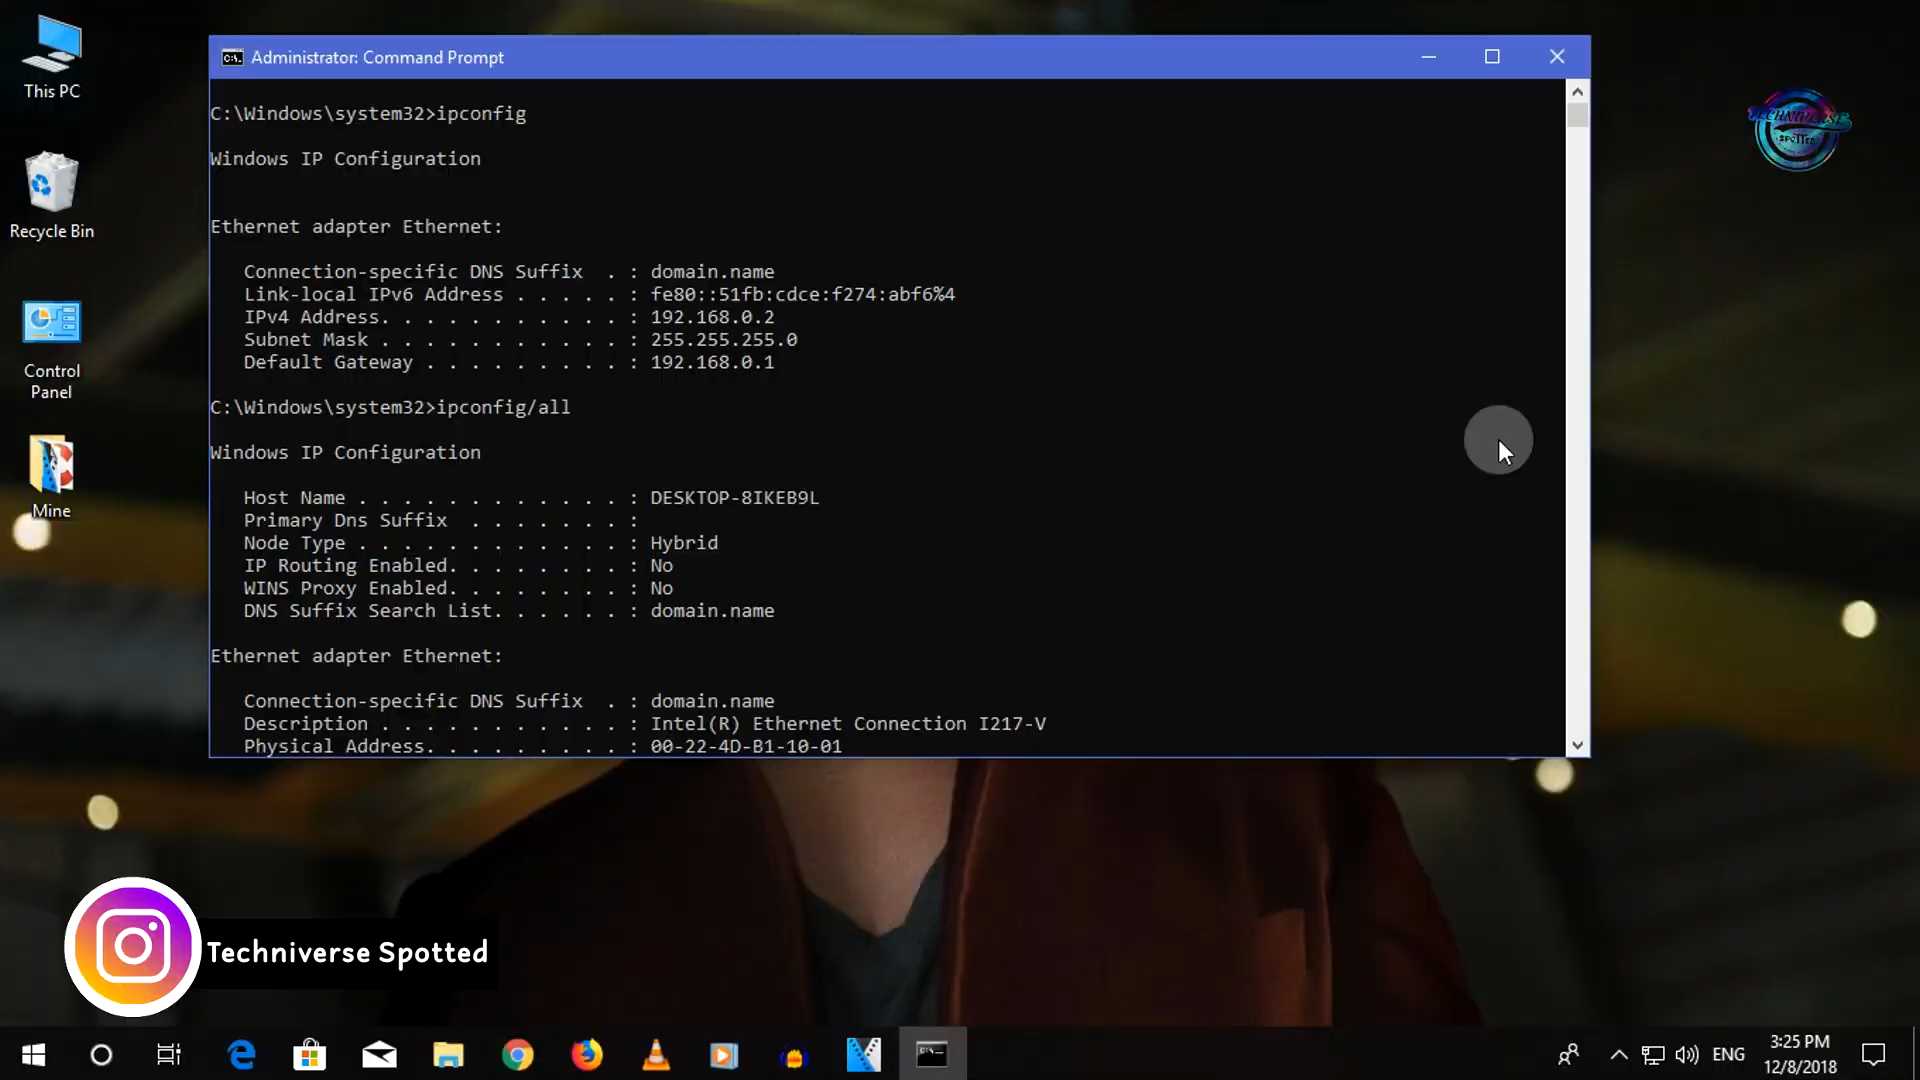 This PC
Recycle Bin
Control
Panel
Mine
Administrator: Command Prompt
C:\Windows\system32>ipconfig
Windows IP Configuration
Ethernet adapter Ethernet:
Connection-specific DNS Suffix  . : domain.name
Link-local IPv6 Address . . . . . : fe80::51fb:cdce:f274:abf6%4
IPv4 Address. . . . . . . . . . . : 192.168.0.2
Subnet Mask . . . . . . . . . . . : 255.255.255.0
Default Gateway . . . . . . . . . : 192.168.0.1
C:\Windows\system32>ipconfig/all
Windows IP Configuration
Host Name . . . . . . . . . . . . : DESKTOP-8IKEB9L
Primary Dns Suffix  . . . . . . . :
Node Type . . . . . . . . . . . . : Hybrid
IP Routing Enabled. . . . . . . . : No
WINS Proxy Enabled. . . . . . . . : No
DNS Suffix Search List. . . . . . : domain.name
Ethernet adapter Ethernet:
Connection-specific DNS Suffix  . : domain.name
Description . . . . . . . . . . . : Intel(R) Ethernet Connection I217-V
Physical Address. . . . . . . . . : 00-22-4D-B1-10-01
TECHNIVERSE
SPOTTED
Techniverse Spotted
ENG
3:25 PM
12/8/2018